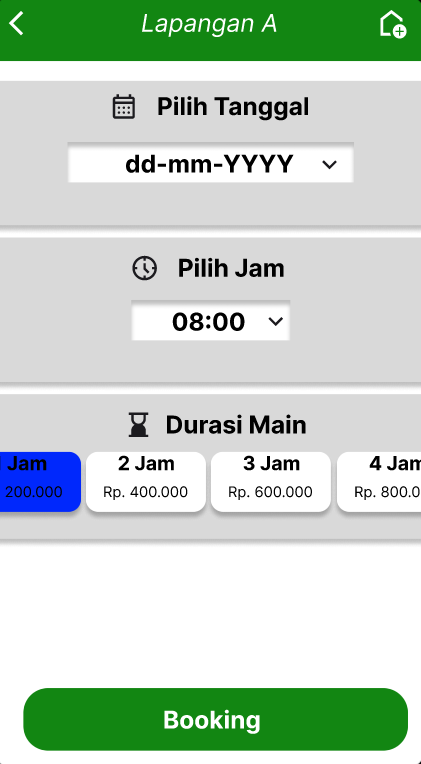 Lapangan A
Pilih Tanggal
dd-mm-YYYY
Pilih Jam
08:00
Durasi Main
Jam 2 Jam 3 Jam 4 Jam
200.000 Rp. 400.000 Rp. 600.000 Rp. 800.0
Booking